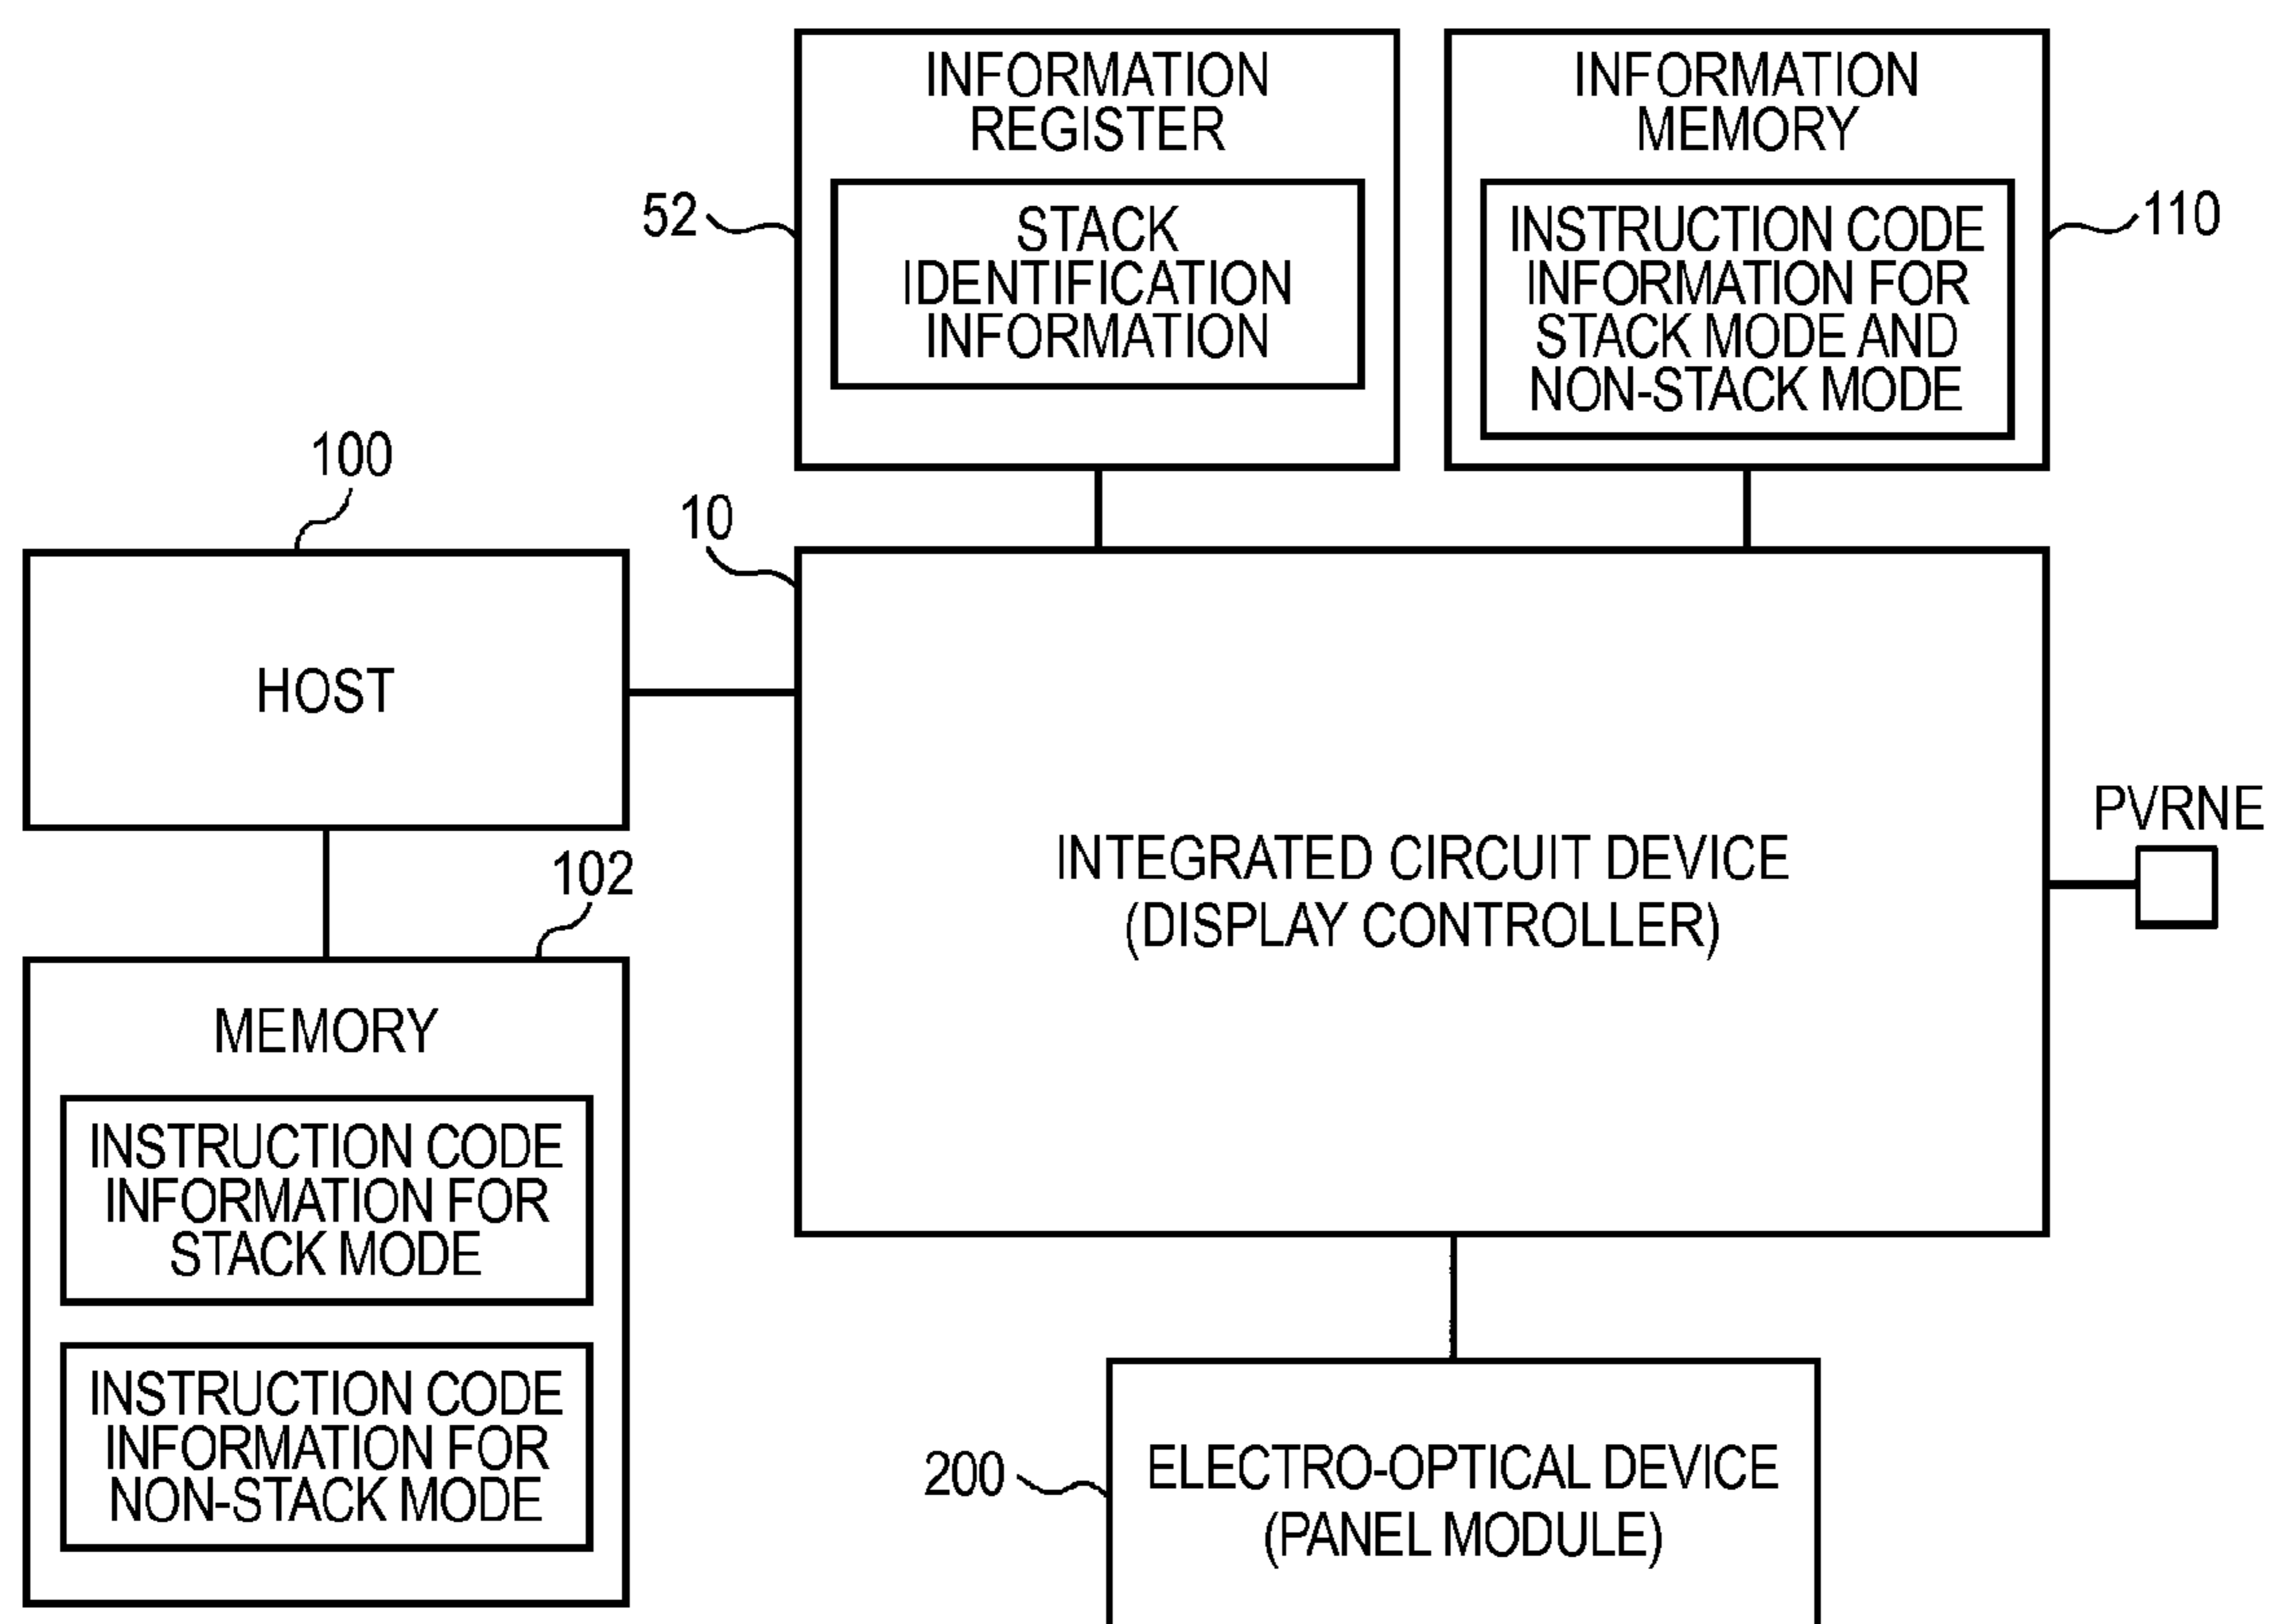 INFORMATION
REGISTER
52
STACK
IDENTIFICATION
INFORMATION
INFORMATION
MEMORY
110
INSTRUCTION CODE
INFORMATION FOR
STACK MODE AND
NON-STACK MODE
100
HOST
10
INTEGRATED CIRCUIT DEVICE
(DISPLAY CONTROLLER)
PVRNE
102
MEMORY
INSTRUCTION CODE
INFORMATION FOR
STACK MODE
INSTRUCTION CODE
INFORMATION FOR
NON-STACK MODE
200
ELECTRO-OPTICAL DEVICE
(PANEL MODULE)